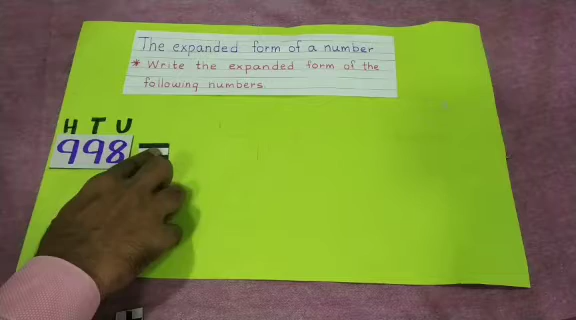 The expanded form of a number
* Write the expanded form of the
following numbers.
H T U
998 =